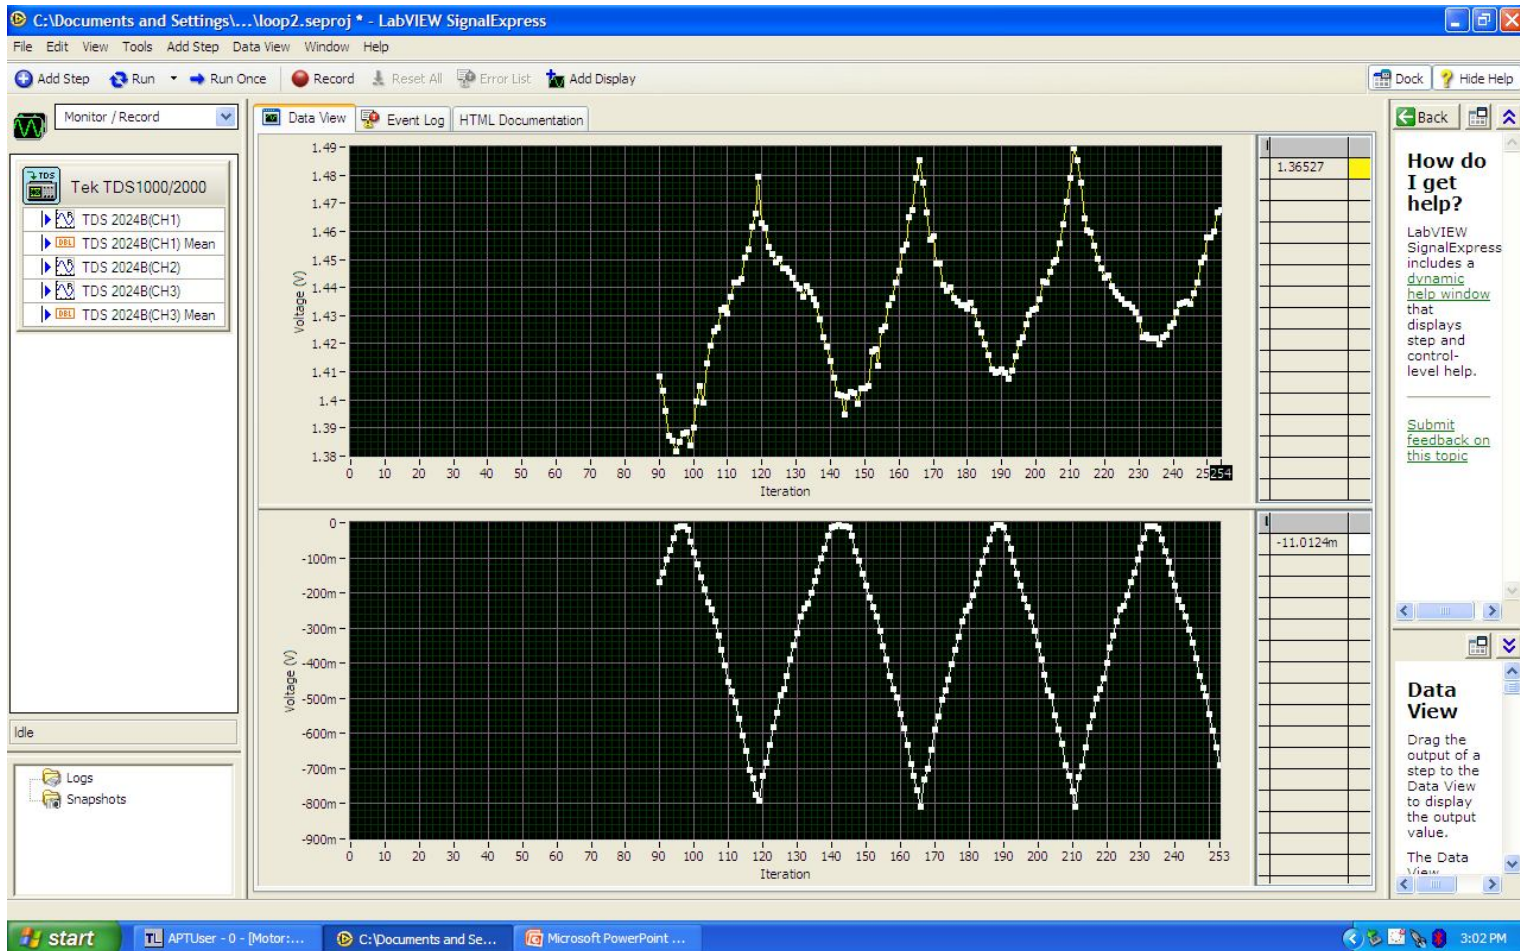 C:\Documents and Settings\...\loop2.seproj * - LabVIEW SignalExpress
File Edit View Tools Add Step Data View Window Help
Add Step Run Run Once Record Reset All Error List Add Display Dock Hide Help
Monitor / Record
TDS
Tek TDS1000/2000
TDS 2024B(CH1)
DBL TDS 2024B(CH1) Mean
TDS 2024B(CH2)
TDS 2024B(CH3)
DBL TDS 2024B(CH3) Mean
Idle
Logs
Snapshots
Data View Event Log HTML Documentation
1.49
1.48
1.47
1.46
1.45
1.44
1.43
1.42
1.41
1.4
1.39
1.38
Voltage (V)
0 10 20 30 40 50 60 70 80 90 100 110 120 130 140 150 160 170 180 190 200 210 220 230 240 25 254
Iteration
1.36527
0
-100m
-200m
-300m
-400m
-500m
-600m
-700m
-800m
-900m
Voltage (V)
0 10 20 30 40 50 60 70 80 90 100 110 120 130 140 150 160 170 180 190 200 210 220 230 240 253
Iteration
-11.0124m
Back
How do
I get
help?
LabVIEW
SignalExpress
includes a
dynamic
help window
that
displays
step and
control-
level help.
Submit
feedback on
this topic
Data
View
Drag the
output of a
step to the
Data View
to display
the output
value.
The Data
View
start APTUser - 0 - [Motor:... C:\Documents and Se... Microsoft PowerPoint ... 3:02 PM